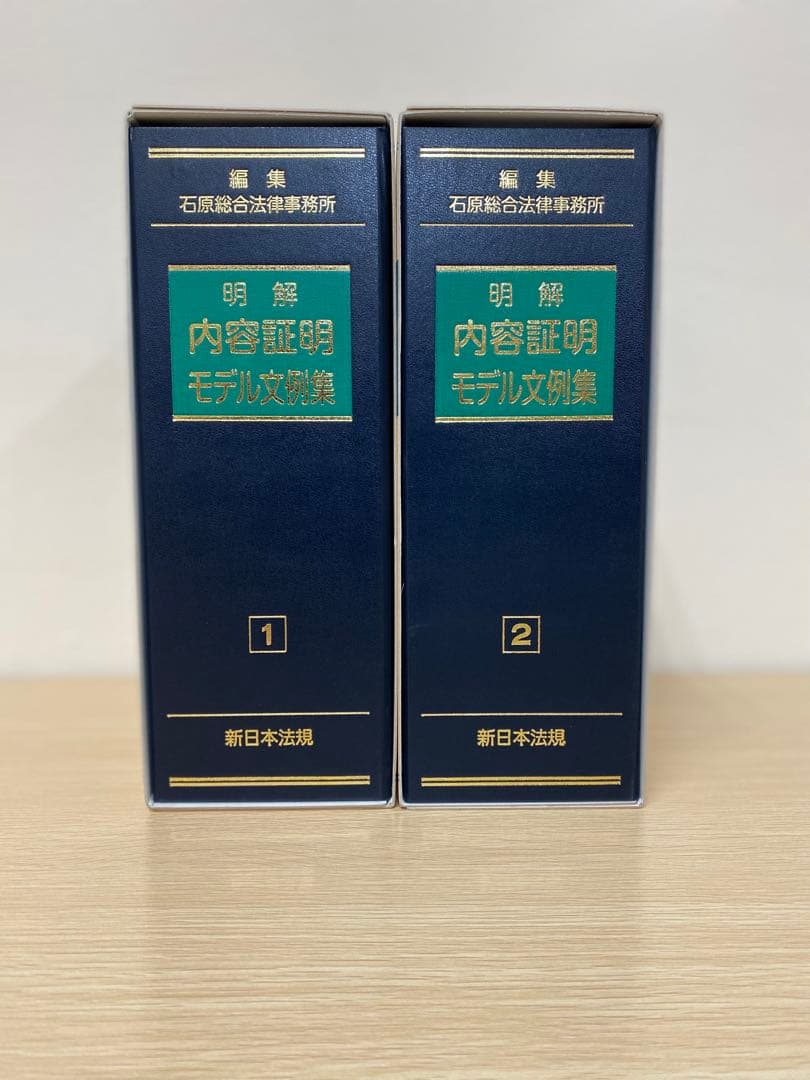 編集
石原総合法律事務所
明解
内容証明
モデル文例集
1
新日本法規
編集
石原総合法律事務所
明解
内容証明
モデル文例集
2
新日本法規